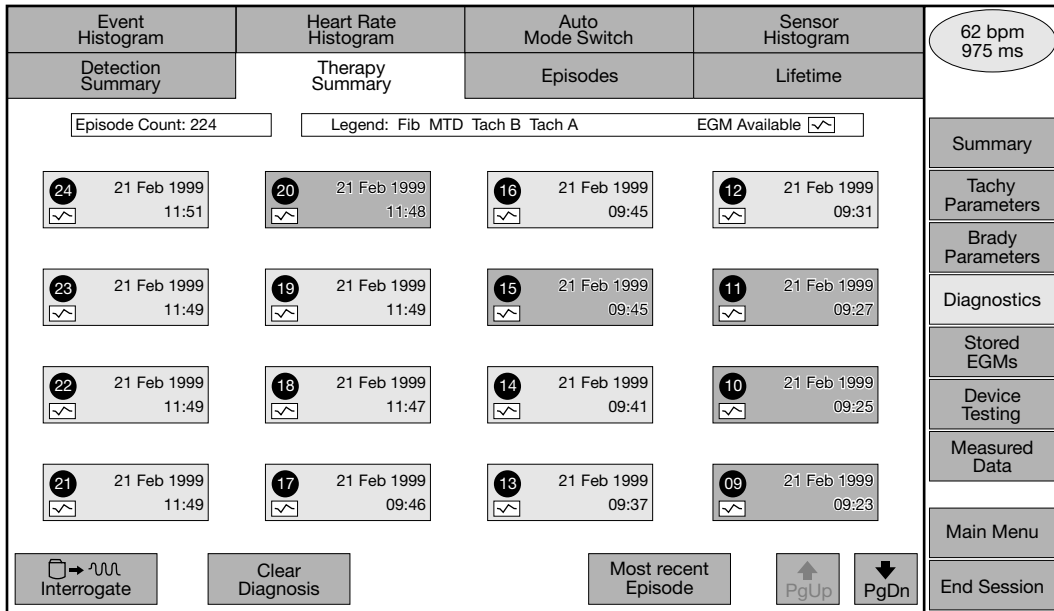 Event
Histogram
Heart Rate
Histogram
Auto
Mode Switch
Sensor
Histogram
62 bpm
975 ms
Detection
Summary
Therapy
Summary
Episodes
Lifetime
Episode Count: 224
Legend: Fib MTD Tach B Tach A
EGM Available
24 21 Feb 1999
11:51
20 21 Feb 1999
11:48
16 21 Feb 1999
09:45
12 21 Feb 1999
09:31
23 21 Feb 1999
11:49
19 21 Feb 1999
11:49
15 21 Feb 1999
09:45
11 21 Feb 1999
09:27
22 21 Feb 1999
11:49
18 21 Feb 1999
11:47
14 21 Feb 1999
09:41
10 21 Feb 1999
09:25
21 21 Feb 1999
11:49
17 21 Feb 1999
09:46
13 21 Feb 1999
09:37
09 21 Feb 1999
09:23
Interrogate
Clear
Diagnosis
Most recent
Episode
PgUp
PgDn
Summary
Tachy
Parameters
Brady
Parameters
Diagnostics
Stored
EGMs
Device
Testing
Measured
Data
Main Menu
End Session